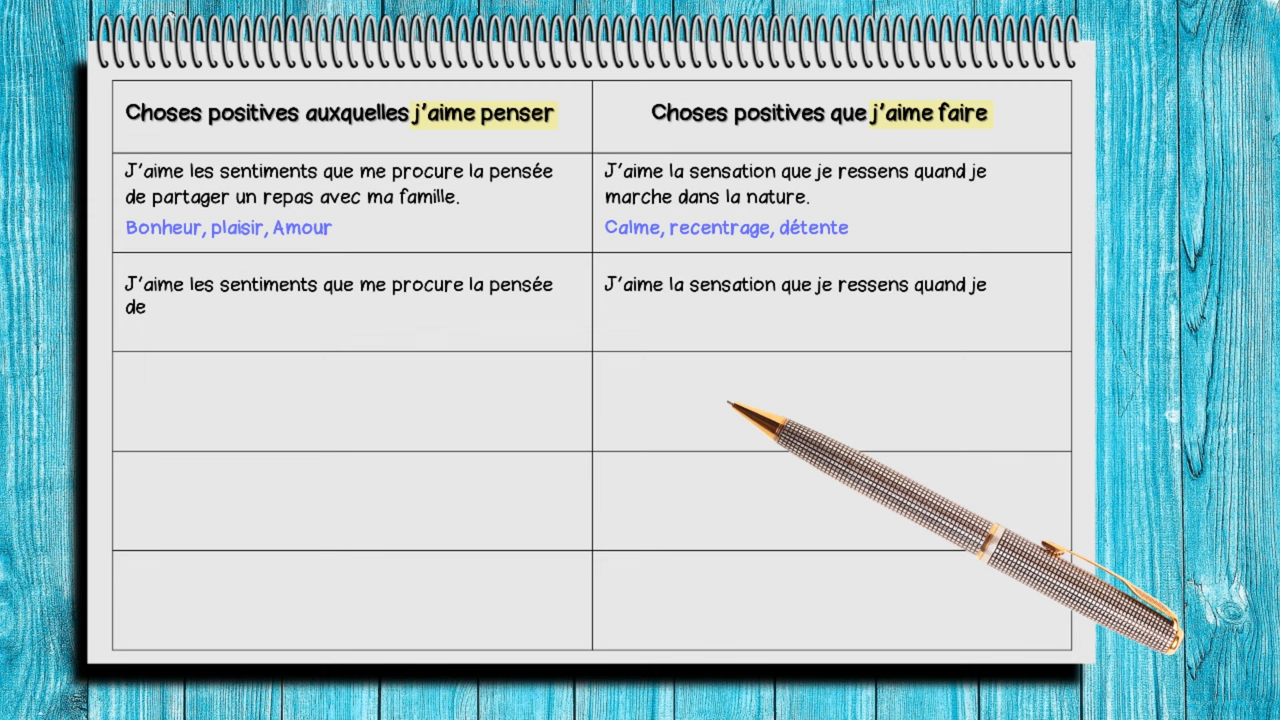 Choses positives auxquelles j'aime penser
Choses positives que j'aime faire
J'aime les sentiments que me procure la pensée
de partager un repas avec ma famille.
Bonheur, plaisir, Amour
J'aime la sensation que je ressens quand je
marche dans la nature.
Calme, recentrage, détente
J'aime les sentiments que me procure la pensée
de
J'aime la sensation que je ressens quand je